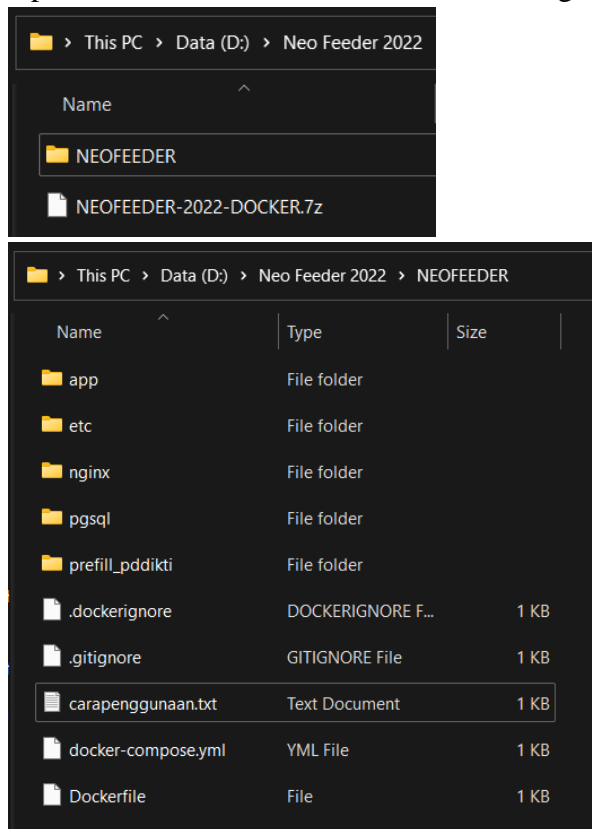 This PC > Data (D:) > Neo Feeder 2022
Name
NEOFEEDER
NEOFEEDER-2022-DOCKER.7z
This PC > Data (D:) > Neo Feeder 2022 > NEOFEEDER
Name Type Size
app File folder
etc File folder
nginx File folder
pgsql File folder
prefill_pddikti File folder
.dockerignore DOCKERIGNORE F... 1 KB
.gitignore GITIGNORE File 1 KB
carapenggunaan.txt Text Document 1 KB
docker-compose.yml YML File 1 KB
Dockerfile File 1 KB